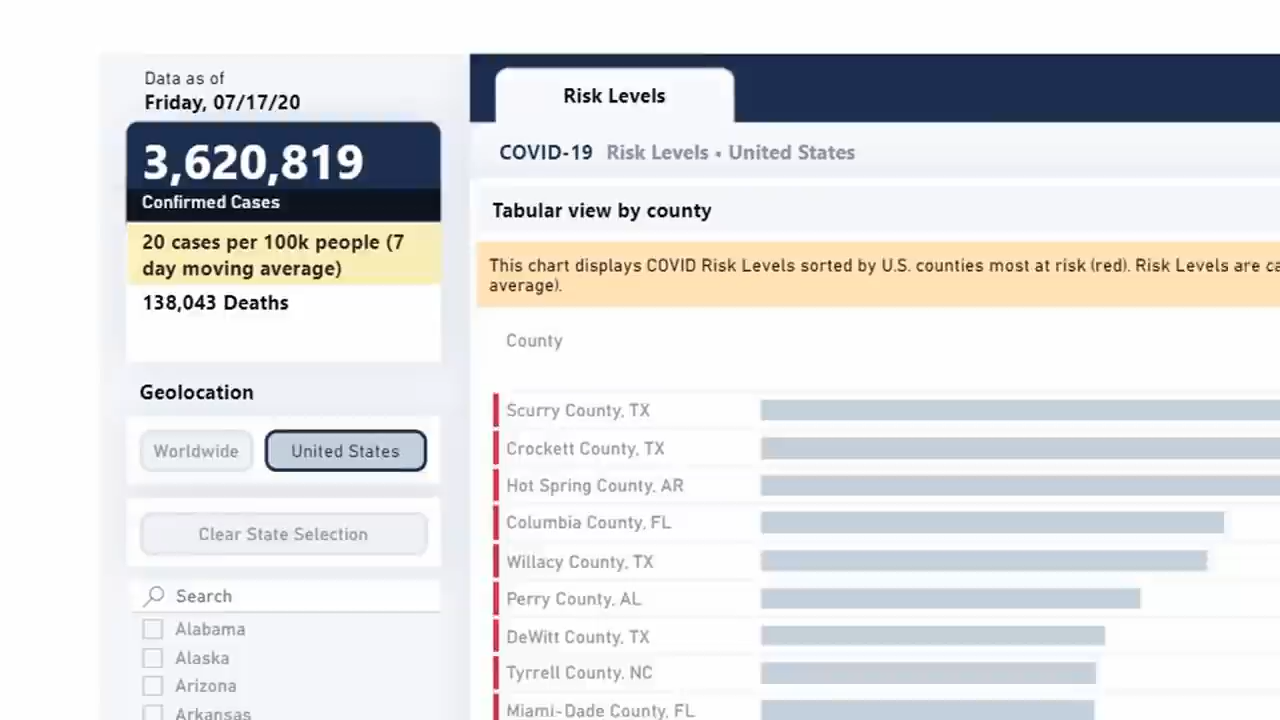 Data as of
Friday, 07/17/20
3,620,819
Confirmed Cases
20 cases per 100k people (7
day moving average)
138,043 Deaths
Geolocation
Worldwide
United States
Clear State Selection
Search
Alabama
Alaska
Arizona
Arkansas
Risk Levels
COVID-19 Risk Levels • United States
Tabular view by county
This chart displays COVID Risk Levels sorted by U.S. counties most at risk (red). Risk Levels are ca
average).
County
Scurry County, TX
Crockett County, TX
Hot Spring County, AR
Columbia County, FL
Willacy County, TX
Perry County, AL
DeWitt County, TX
Tyrrell County, NC
Miami-Dade County, FL